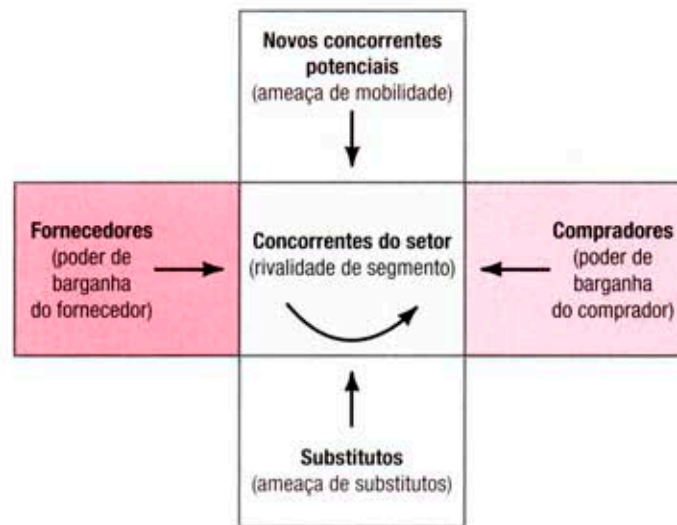 Novos concorrentes
potenciais
(ameaça de mobilidade)
Fornecedores
(poder de
barganha
do fornecedor)
Concorrentes do setor
(rivalidade de segmento)
Compradores
(poder de
barganha
do comprador)
Substitutos
(ameaça de substitutos)